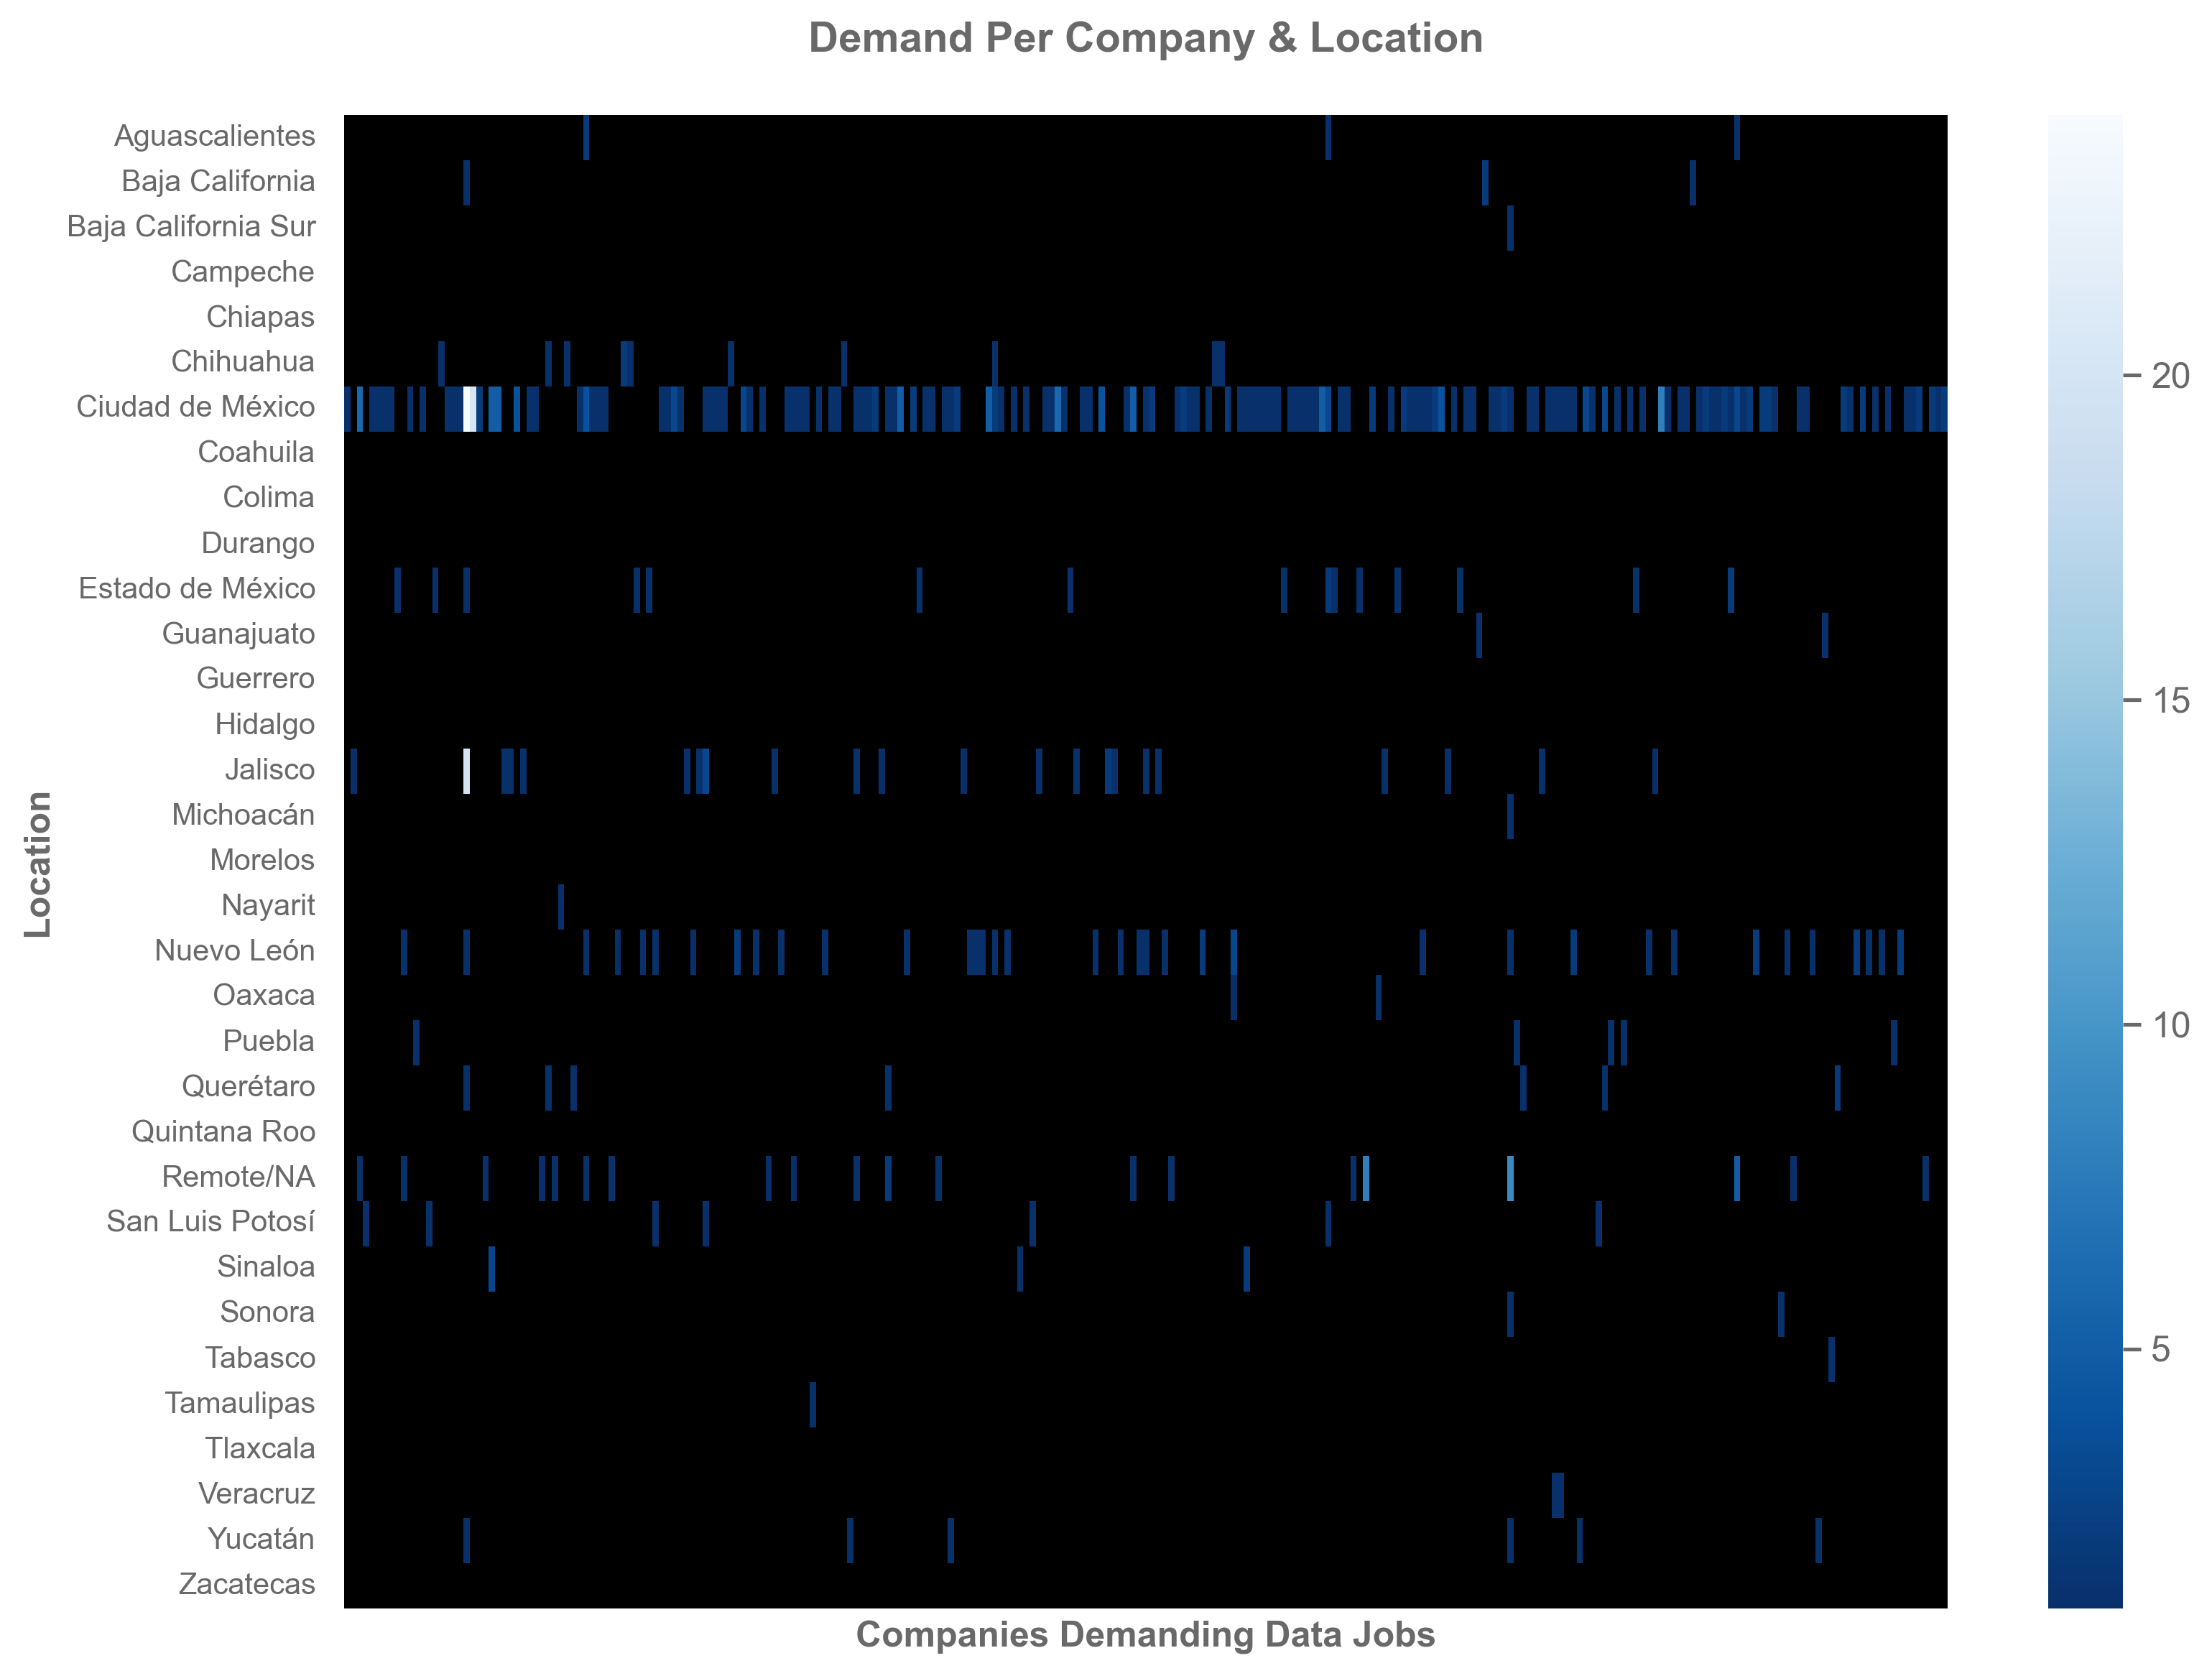 Demand Per Company & Location
Aguascalientes
Baja California
Baja California Sur
Campeche
Chiapas
Chihuahua
Ciudad de México
Coahuila
Colima
Durango
Estado de México
Guanajuato
Guerrero
Hidalgo
Jalisco
Michoacán
Morelos
Nayarit
Nuevo León
Oaxaca
Puebla
Querétaro
Quintana Roo
Remote/NA
San Luis Potosí
Sinaloa
Sonora
Tabasco
Tamaulipas
Tlaxcala
Veracruz
Yucatán
Zacatecas
Location
Companies Demanding Data Jobs
20
15
10
5